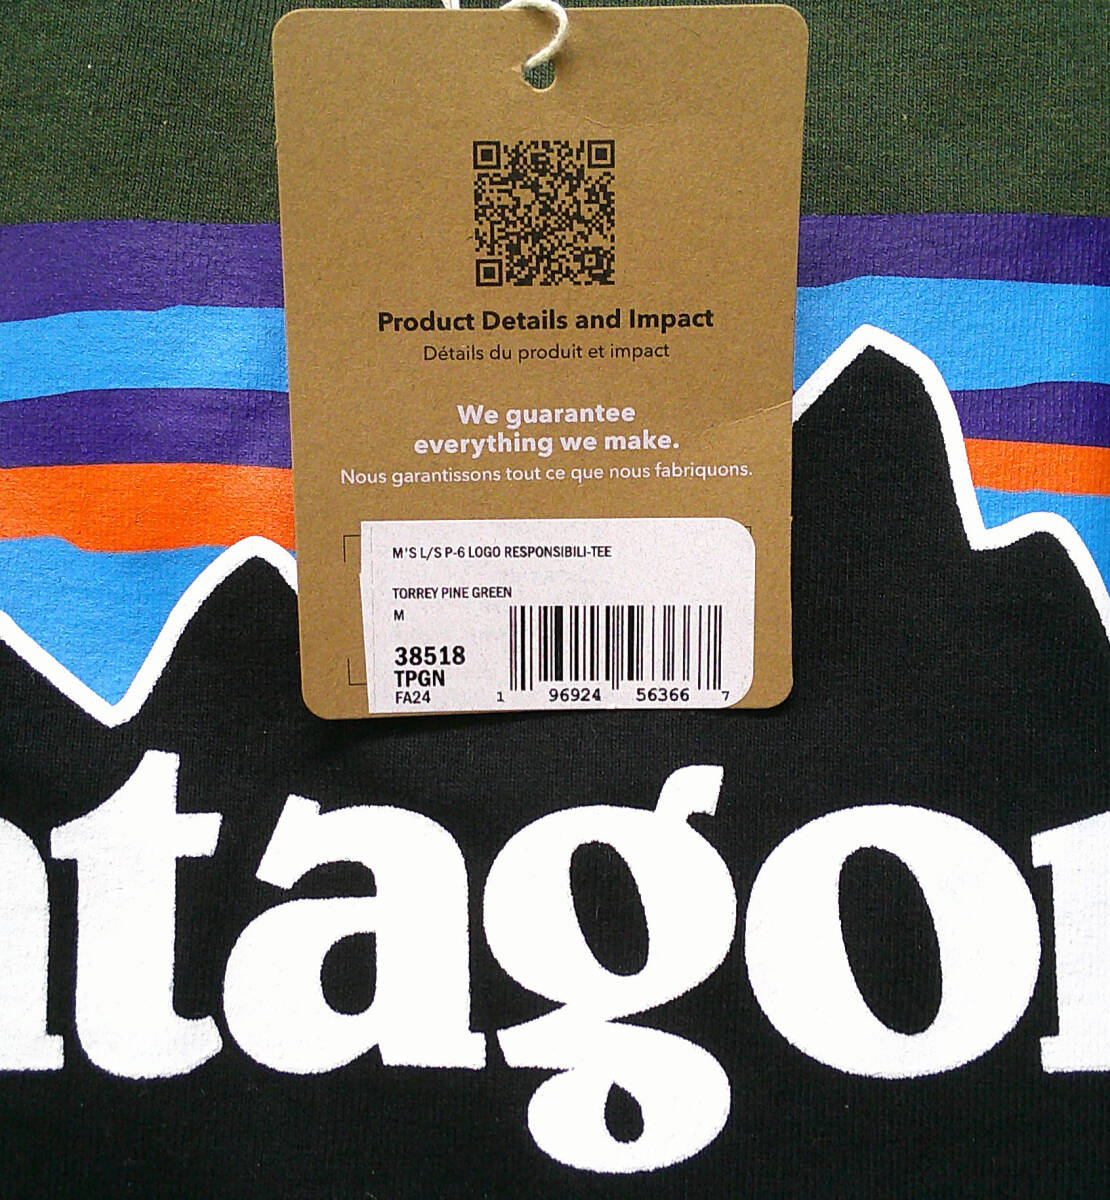 Product Details and Impact
Détails du produit et impact
We guarantee
everything we make.
Nous garantissons tout ce que nous fabriquons.
M'S L/S P-6 LOGO RESPONSIBILI-TEE
TORREY PINE GREEN
M
38518
TPGN
FA24
1 96924 56366 7
ntagon